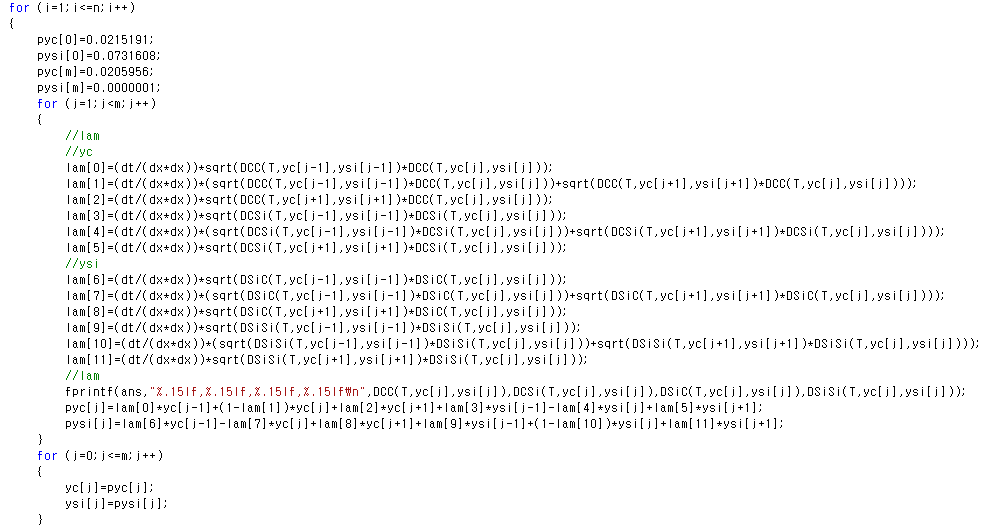 for (i=1;i<=n;i++)
{
    pyc[0]=0.0215191;
    pysi[0]=0.0731608;
    pyc[m]=0.0205956;
    pysi[m]=0.0000001;
    for (j=1;j<m;j++)
    {
        //lam
        //yc
        lam[0]=(dt/(dx*dx))*sqrt(DCC(T,yc[j-1],ysi[j-1])*DCC(T,yc[j],ysi[j]));
        lam[1]=(dt/(dx*dx))*(sqrt(DCC(T,yc[j-1],ysi[j-1])*DCC(T,yc[j],ysi[j]))+sqrt(DCC(T,yc[j+1],ysi[j+1])*DCC(T,yc[j],ysi[j])));
        lam[2]=(dt/(dx*dx))*sqrt(DCC(T,yc[j+1],ysi[j+1])*DCC(T,yc[j],ysi[j]));
        lam[3]=(dt/(dx*dx))*sqrt(DCSi(T,yc[j-1],ysi[j-1])*DCSi(T,yc[j],ysi[j]));
        lam[4]=(dt/(dx*dx))*(sqrt(DCSi(T,yc[j-1],ysi[j-1])*DCSi(T,yc[j],ysi[j]))+sqrt(DCSi(T,yc[j+1],ysi[j+1])*DCSi(T,yc[j],ysi[j])));
        lam[5]=(dt/(dx*dx))*sqrt(DCSi(T,yc[j+1],ysi[j+1])*DCSi(T,yc[j],ysi[j]));
        //ysi
        lam[6]=(dt/(dx*dx))*sqrt(DSiC(T,yc[j-1],ysi[j-1])*DSiC(T,yc[j],ysi[j]));
        lam[7]=(dt/(dx*dx))*(sqrt(DSiC(T,yc[j-1],ysi[j-1])*DSiC(T,yc[j],ysi[j]))+sqrt(DSiC(T,yc[j+1],ysi[j+1])*DSiC(T,yc[j],ysi[j])));
        lam[8]=(dt/(dx*dx))*sqrt(DSiC(T,yc[j+1],ysi[j+1])*DSiC(T,yc[j],ysi[j]));
        lam[9]=(dt/(dx*dx))*sqrt(DSiSi(T,yc[j-1],ysi[j-1])*DSiSi(T,yc[j],ysi[j]));
        lam[10]=(dt/(dx*dx))*(sqrt(DSiSi(T,yc[j-1],ysi[j-1])*DSiSi(T,yc[j],ysi[j]))+sqrt(DSiSi(T,yc[j+1],ysi[j+1])*DSiSi(T,yc[j],ysi[j])));
        lam[11]=(dt/(dx*dx))*sqrt(DSiSi(T,yc[j+1],ysi[j+1])*DSiSi(T,yc[j],ysi[j]));
        //lam
        fprintf(ans,"%.15lf,%.15lf,%.15lf,%.15lf₩n",DCC(T,yc[j],ysi[j]),DCSi(T,yc[j],ysi[j]),DSiC(T,yc[j],ysi[j]),DSiSi(T,yc[j],ysi[j]));
        pyc[j]=lam[0]*yc[j-1]+(1-lam[1])*yc[j]+lam[2]*yc[j+1]+lam[3]*ysi[j-1]-lam[4]*ysi[j]+lam[5]*ysi[j+1];
        pysi[j]=lam[6]*yc[j-1]-lam[7]*yc[j]+lam[8]*yc[j+1]+lam[9]*ysi[j-1]+(1-lam[10])*ysi[j]+lam[11]*ysi[j+1];
    }
    for (j=0;j<=m;j++)
    {
        yc[j]=pyc[j];
        ysi[j]=pysi[j];
    }